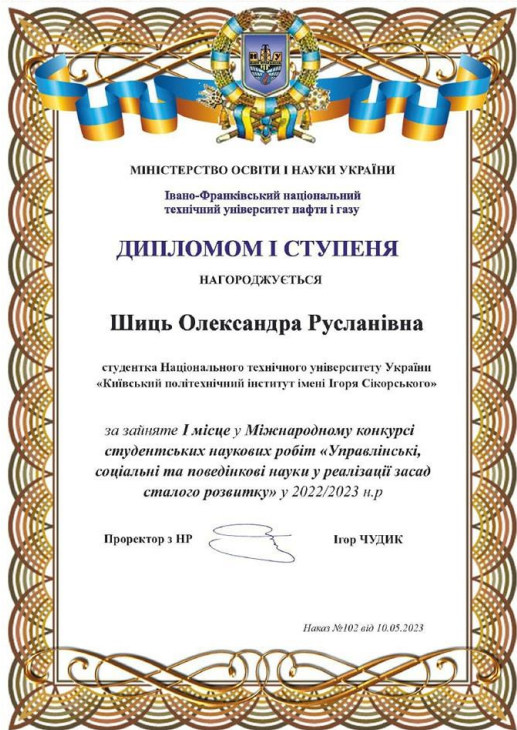 МІНІСТЕРСТВО ОСВІТИ І НАУКИ УКРАЇНИ
Івано-Франківський національний
технічний університет нафти і газу
ДИПЛОМОМ І СТУПЕНЯ
НАГОРОДЖУЄТЬСЯ
Шиць Олександра Русланівна
студентка Національного технічного університету України
«Київський політехнічний інститут імені Ігоря Сікорського»
за зайняте І місце у Міжнародному конкурсі
студентських наукових робіт «Управлінські,
соціальні та поведінкові науки у реалізації засад
сталого розвитку» у 2022/2023 н.р
Проректор з НР Ігор ЧУДИК
Наказ №102 від 10.05.2023